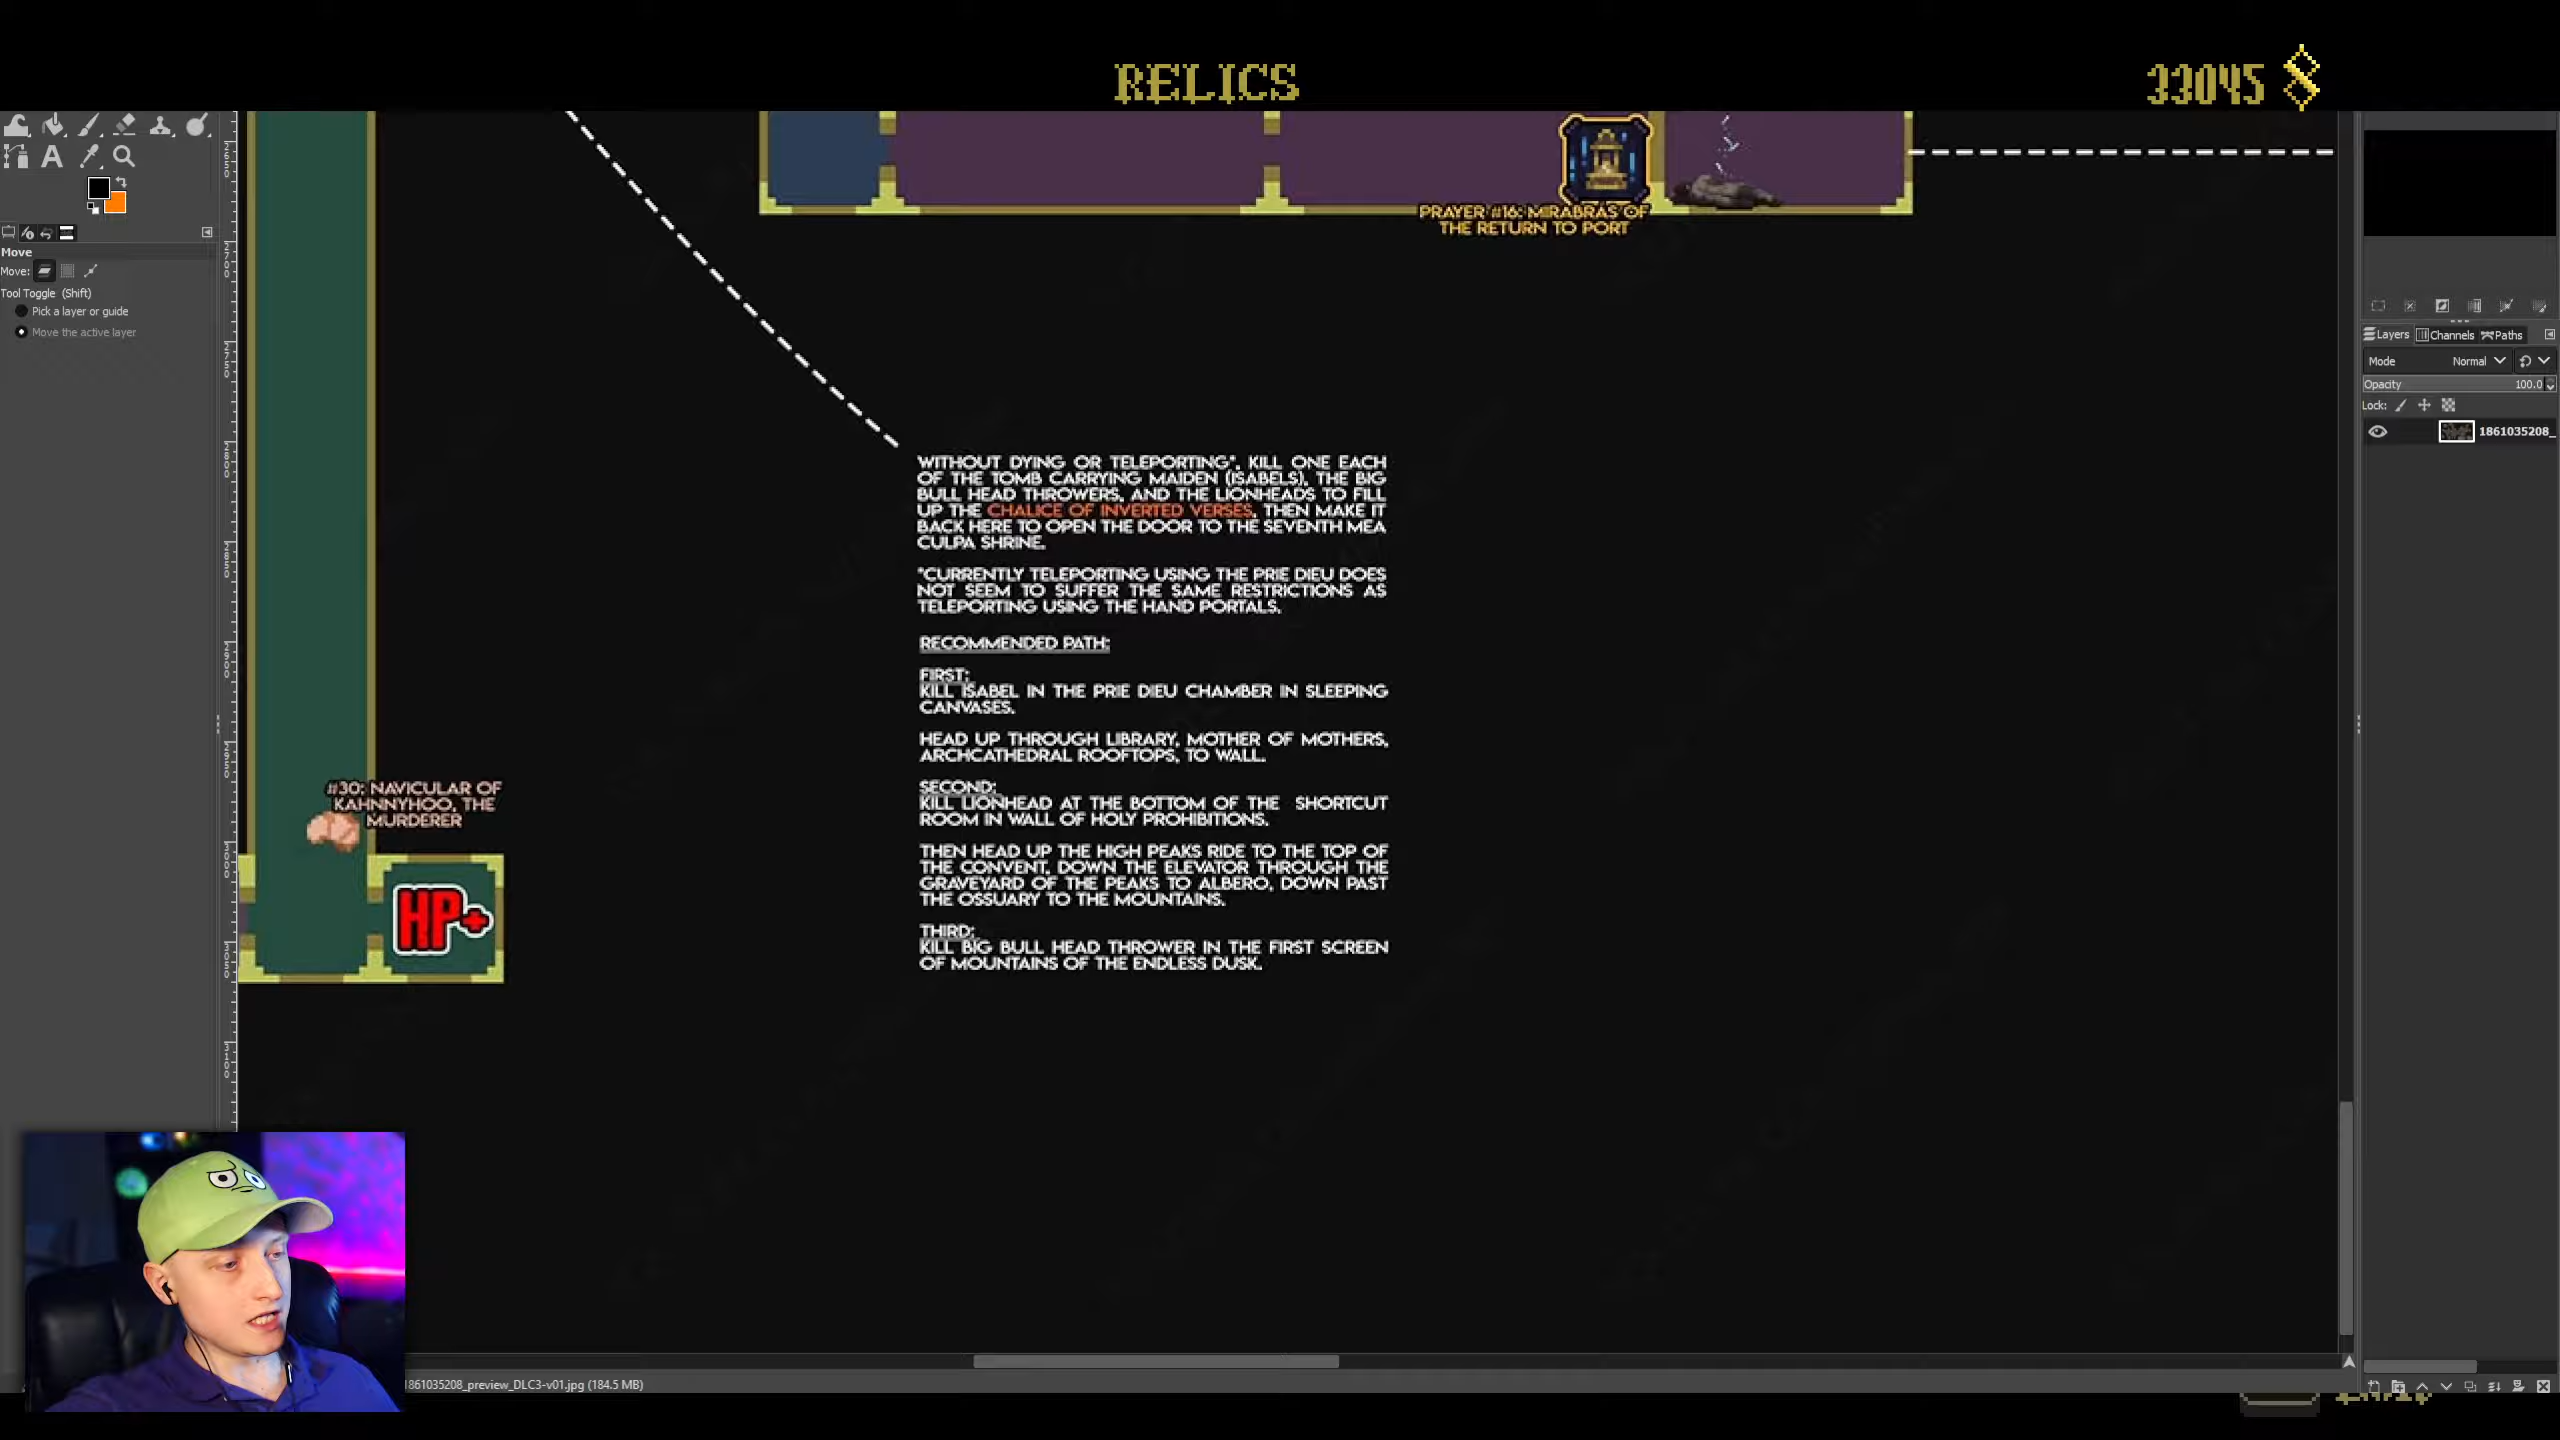 RELICS
33045
PRAYER #16: MIRABRAS OF
THE RETURN TO PORT
Move
Move:
Tool Toggle (Shift)
Pick a layer or guide
Move the active layer
WITHOUT DYING OR TELEPORTING*, KILL ONE EACH
OF THE TOMB CARRYING MAIDEN (ISABELS), THE BIG
BULL HEAD THROWERS, AND THE LIONHEADS TO FILL
UP THE CHALICE OF INVERTED VERSES, THEN MAKE IT
BACK HERE TO OPEN THE DOOR TO THE SEVENTH MEA
CULPA SHRINE.
*CURRENTLY TELEPORTING USING THE PRIE DIEU DOES
NOT SEEM TO SUFFER THE SAME RESTRICTIONS AS
TELEPORTING USING THE HAND PORTALS.
RECOMMENDED PATH:
FIRST:
KILL ISABEL IN THE PRIE DIEU CHAMBER IN SLEEPING
CANVASES.
HEAD UP THROUGH LIBRARY, MOTHER OF MOTHERS,
ARCHCATHEDRAL ROOFTOPS, TO WALL.
SECOND:
KILL LIONHEAD AT THE BOTTOM OF THE SHORTCUT
ROOM IN WALL OF HOLY PROHIBITIONS.
THEN HEAD UP THE HIGH PEAKS RIDE TO THE TOP OF
THE CONVENT, DOWN THE ELEVATOR THROUGH THE
GRAVEYARD OF THE PEAKS TO ALBERO, DOWN PAST
THE OSSUARY TO THE MOUNTAINS.
THIRD:
KILL BIG BULL HEAD THROWER IN THE FIRST SCREEN
OF MOUNTAINS OF THE ENDLESS DUSK.
#30: NAVICULAR OF
KAHNNYHOO, THE
MURDERER
HP+
Layers Channels Paths
Mode Normal
Opacity 100.0
Lock:
1861035208_
1861035208_preview_DLC3-v01.jpg (184.5 MB)